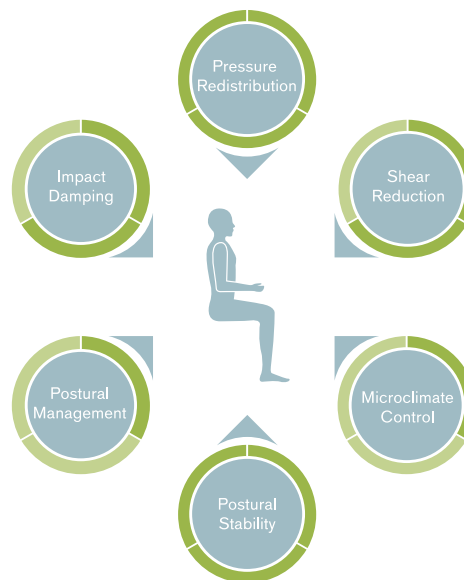 Pressure
Redistribution
Impact
Damping
Shear
Reduction
Postural
Management
Microclimate
Control
Postural
Stability